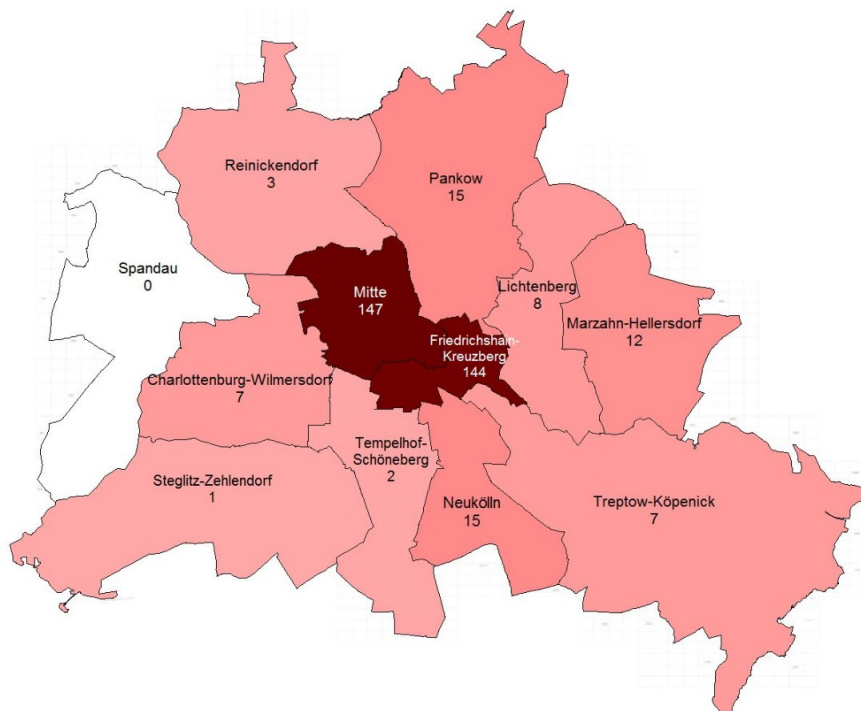 Reinickendorf
3
Pankow
15
Spandau
0
Mitte
147
Lichtenberg
8
Marzahn-Hellersdorf
12
Friedrichshain-
Kreuzberg
144
Charlottenburg-Wilmersdorf
7
Tempelhof-
Schöneberg
2
Steglitz-Zehlendorf
1
Neukölln
15
Treptow-Köpenick
7